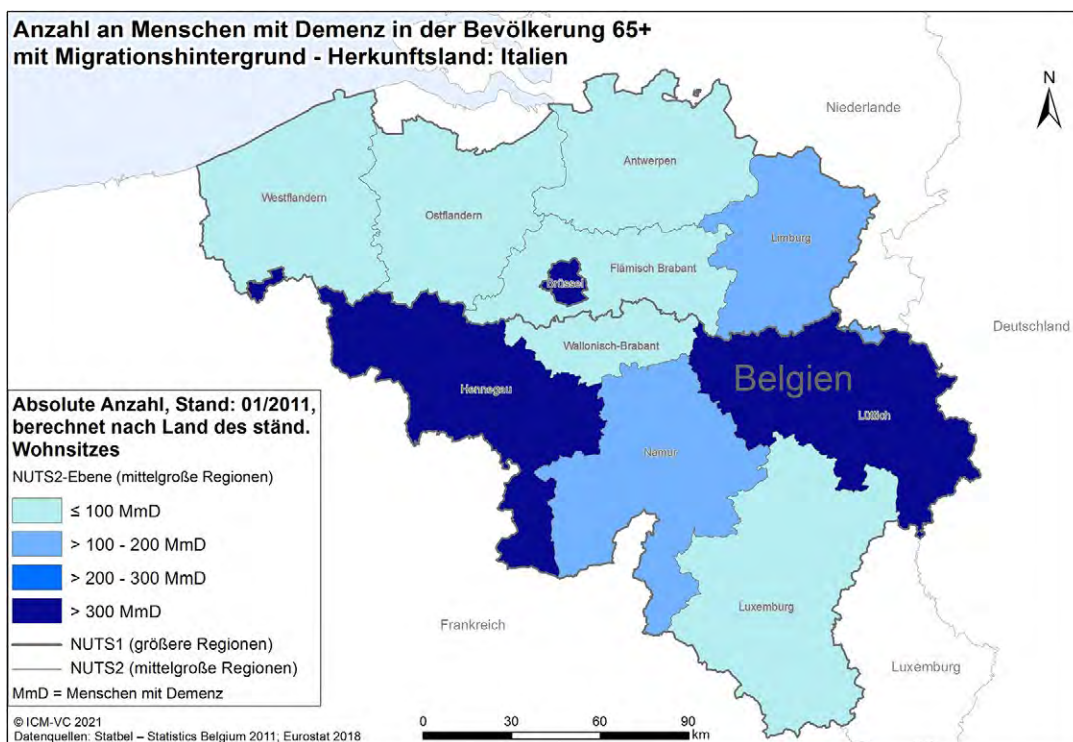 Anzahl an Menschen mit Demenz in der Bevölkerung 65+
mit Migrationshintergrund - Herkunftsland: Italien
N
Niederlande
Antwerpen
Westflandern
Ostflandern
Limburg
Flämisch Brabant
Brüssel
Deutschland
Wallonisch-Brabant
Belgien
Hennegau
Lüttich
Namur
Luxemburg
Frankreich
Luxemburg
Absolute Anzahl, Stand: 01/2011,
berechnet nach Land des ständ.
Wohnsitzes
NUTS2-Ebene (mittelgroße Regionen)
≤ 100 MmD
> 100 - 200 MmD
> 200 - 300 MmD
> 300 MmD
NUTS1 (größere Regionen)
NUTS2 (mittelgroße Regionen)
MmD = Menschen mit Demenz
© ICM-VC 2021
Datenquellen: Statbel – Statistics Belgium 2011; Eurostat 2018
0 30 60 90
km